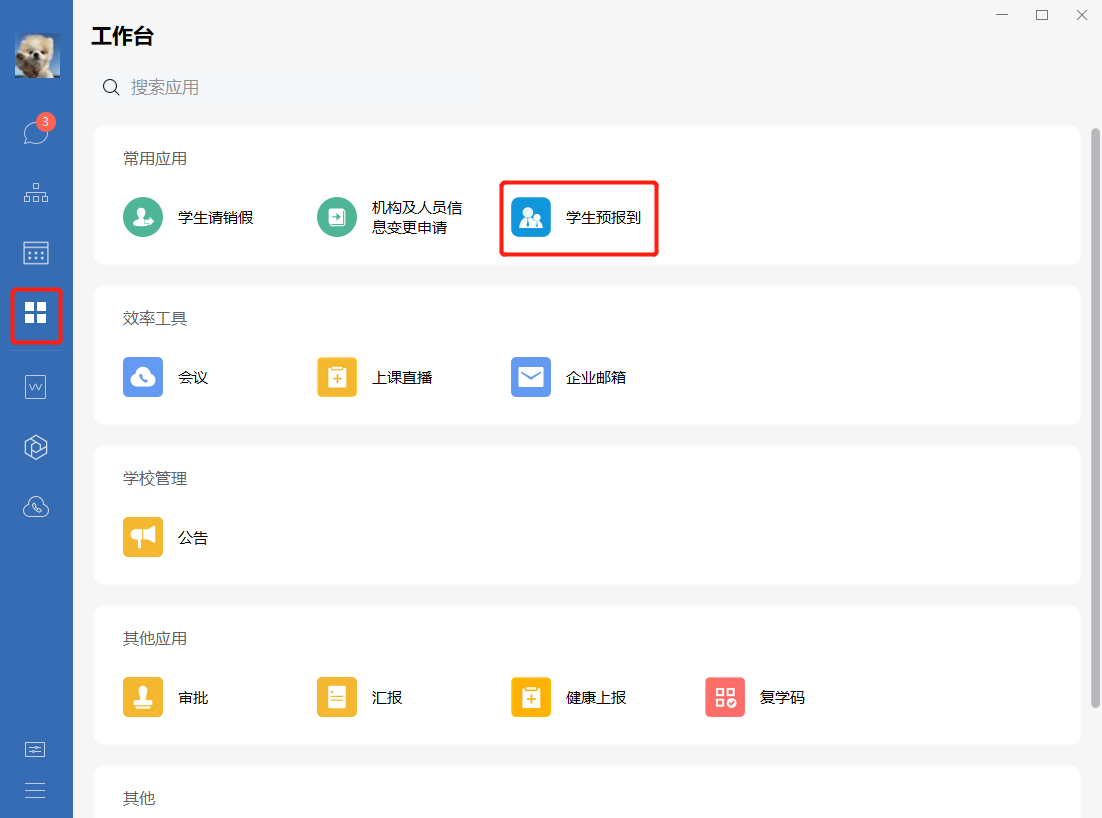 工作台
3
搜索应用
常用应用
学生请销假
机构及人员信
息变更申请
学生预报到
效率工具
会议
上课直播
企业邮箱
学校管理
公告
其他应用
审批
汇报
健康上报
复学码
其他